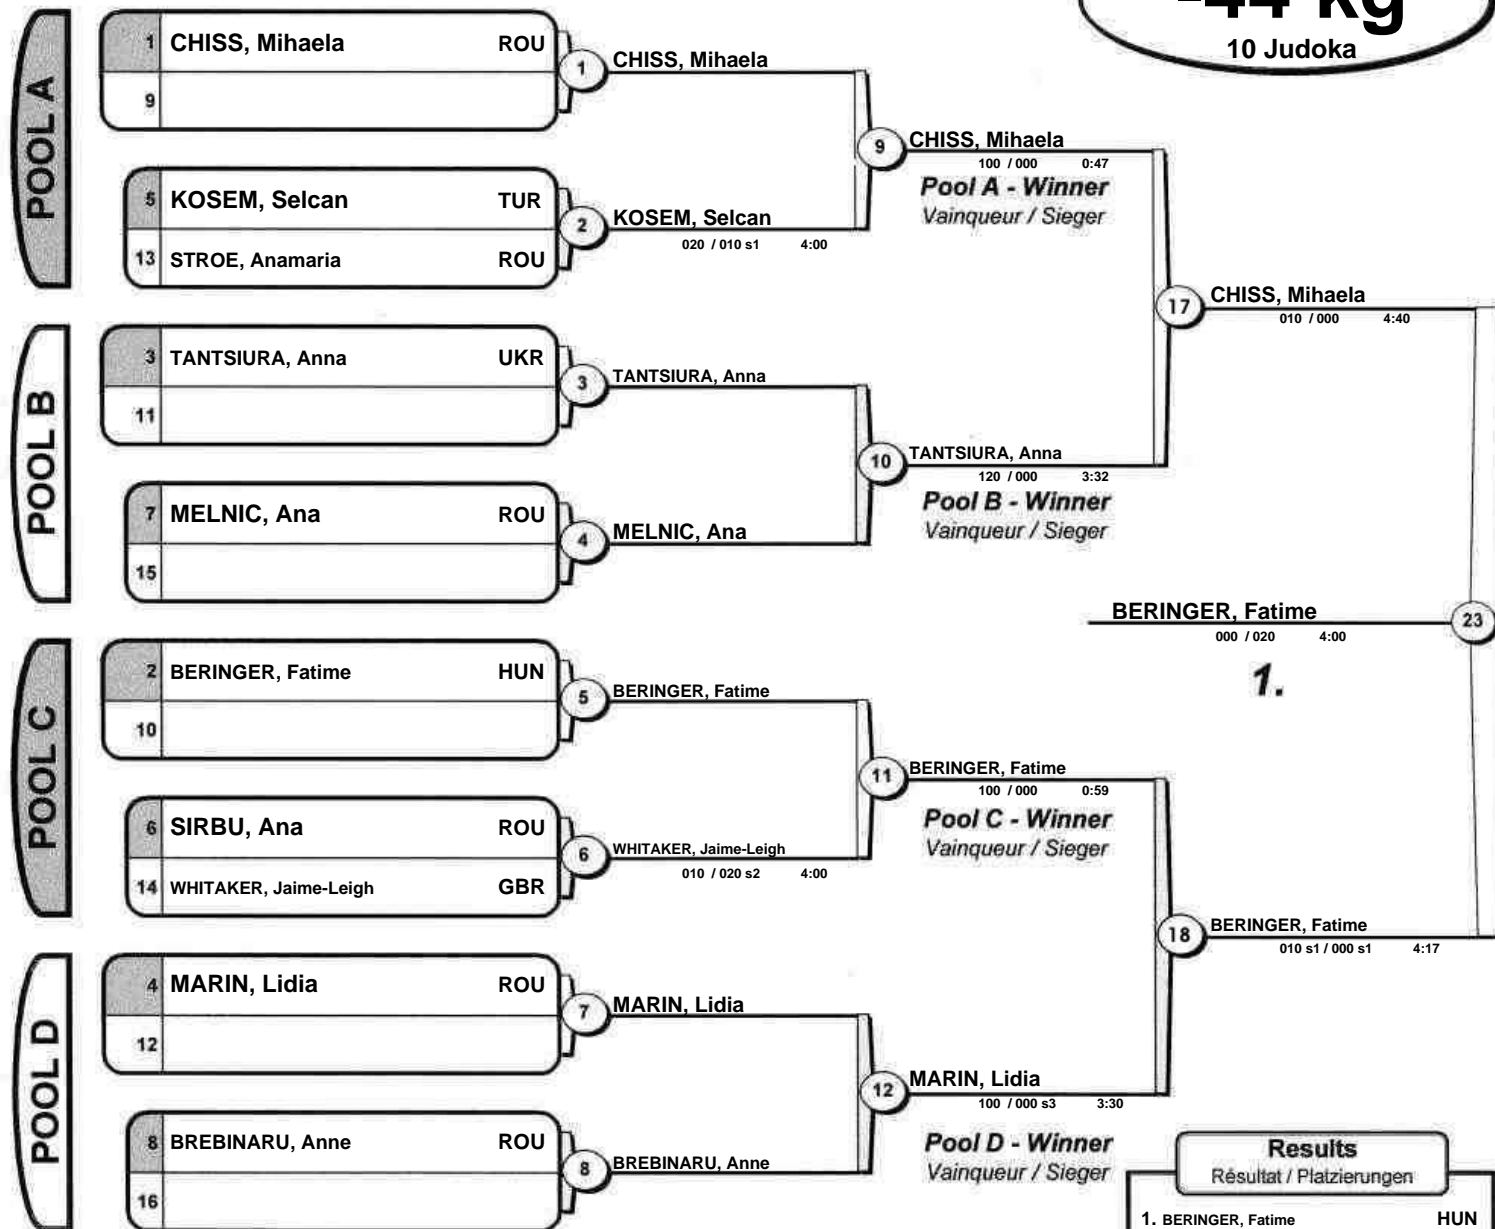 -44 kg
10 Judoka
POOL A
1 CHISS, Mihaela ROU
9
5 KOSEM, Selcan TUR
13 STROE, Anamaria ROU
POOL B
3 TANTSIURA, Anna UKR
11
7 MELNIC, Ana ROU
15
POOL C
2 BERINGER, Fatime HUN
10
6 SIRBU, Ana ROU
14 WHITAKER, Jaime-Leigh GBR
POOL D
4 MARIN, Lidia ROU
12
8 BREBINARU, Anne ROU
16
1 CHISS, Mihaela
2 KOSEM, Selcan
020 / 010 s1 4:00
3 TANTSIURA, Anna
4 MELNIC, Ana
5 BERINGER, Fatime
6 WHITAKER, Jaime-Leigh
010 / 020 s2 4:00
7 MARIN, Lidia
8 BREBINARU, Anne
9 CHISS, Mihaela
100 / 000 0:47
Pool A - Winner
Vainqueur / Sieger
10 TANTSIURA, Anna
120 / 000 3:32
Pool B - Winner
Vainqueur / Sieger
11 BERINGER, Fatime
100 / 000 0:59
Pool C - Winner
Vainqueur / Sieger
12 MARIN, Lidia
100 / 000 s3 3:30
Pool D - Winner
Vainqueur / Sieger
17 CHISS, Mihaela
010 / 000 4:40
18 BERINGER, Fatime
010 s1 / 000 s1 4:17
BERINGER, Fatime 23
000 / 020 4:00
1.
Results
Résultat / Platzierungen
1. BERINGER, Fatime HUN